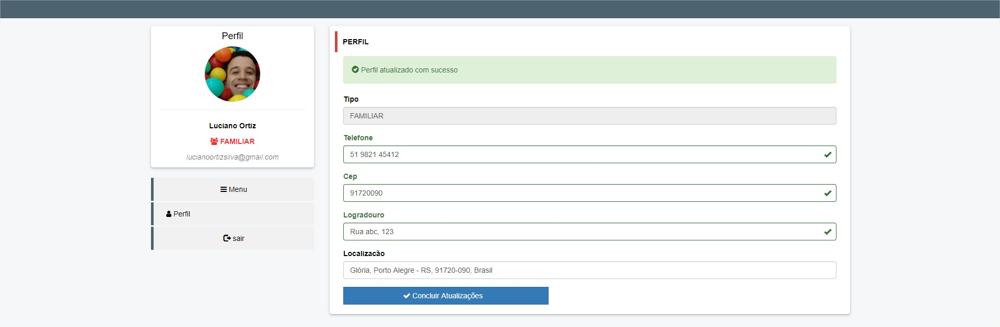 Perfil
Luciano Ortiz
FAMILIAR
lucianoortizsilva@gmail.com
Menu
Perfil
sair
PERFIL
Perfil atualizado com sucesso
Tipo
FAMILIAR
Telefone
51 9821 45412
Cep
91720090
Logradouro
Rua abc, 123
Localizacão
Glória, Porto Alegre - RS, 91720-090, Brasil
Concluir Atualizações